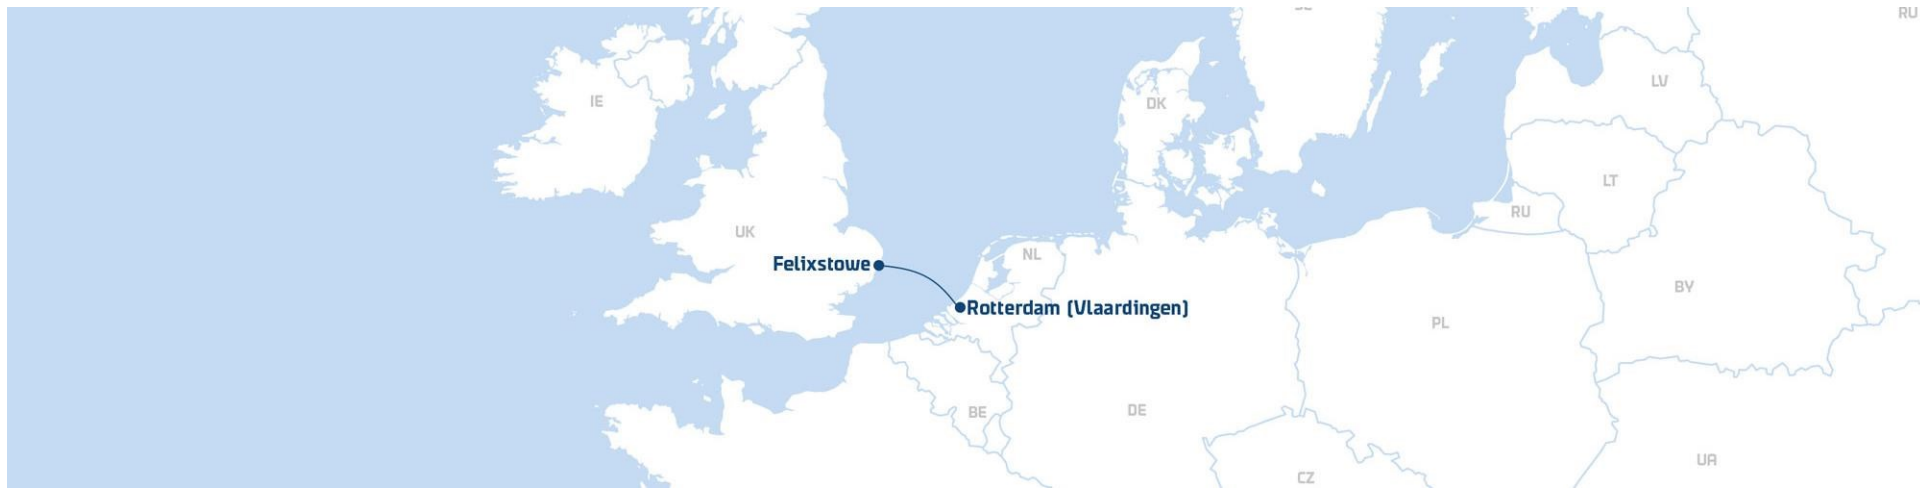 RU
IE
DK
LV
LT
RU
UK
NL
Felixstowe
BY
Rotterdam (Vlaardingen)
PL
BE
DE
UA
CZ